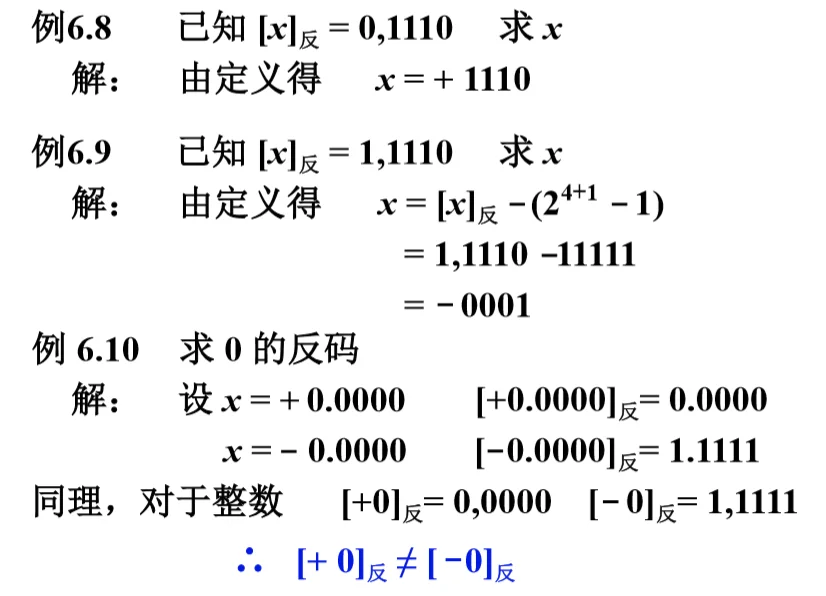 例6.8 已知 [x]反 = 0,1110 求 x
解： 由定义得 x = + 1110
例6.9 已知 [x]反 = 1,1110 求 x
解： 由定义得 x = [x]反 −(2⁴⁺¹ − 1)
= 1,1110 −11111
= − 0001
例 6.10 求 0 的反码
解： 设 x = + 0.0000 [+0.0000]反= 0.0000
x = − 0.0000 [−0.0000]反= 1.1111
同理，对于整数 [+0]反= 0,0000 [− 0]反= 1,1111
∴ [+ 0]反 ≠ [ −0]反